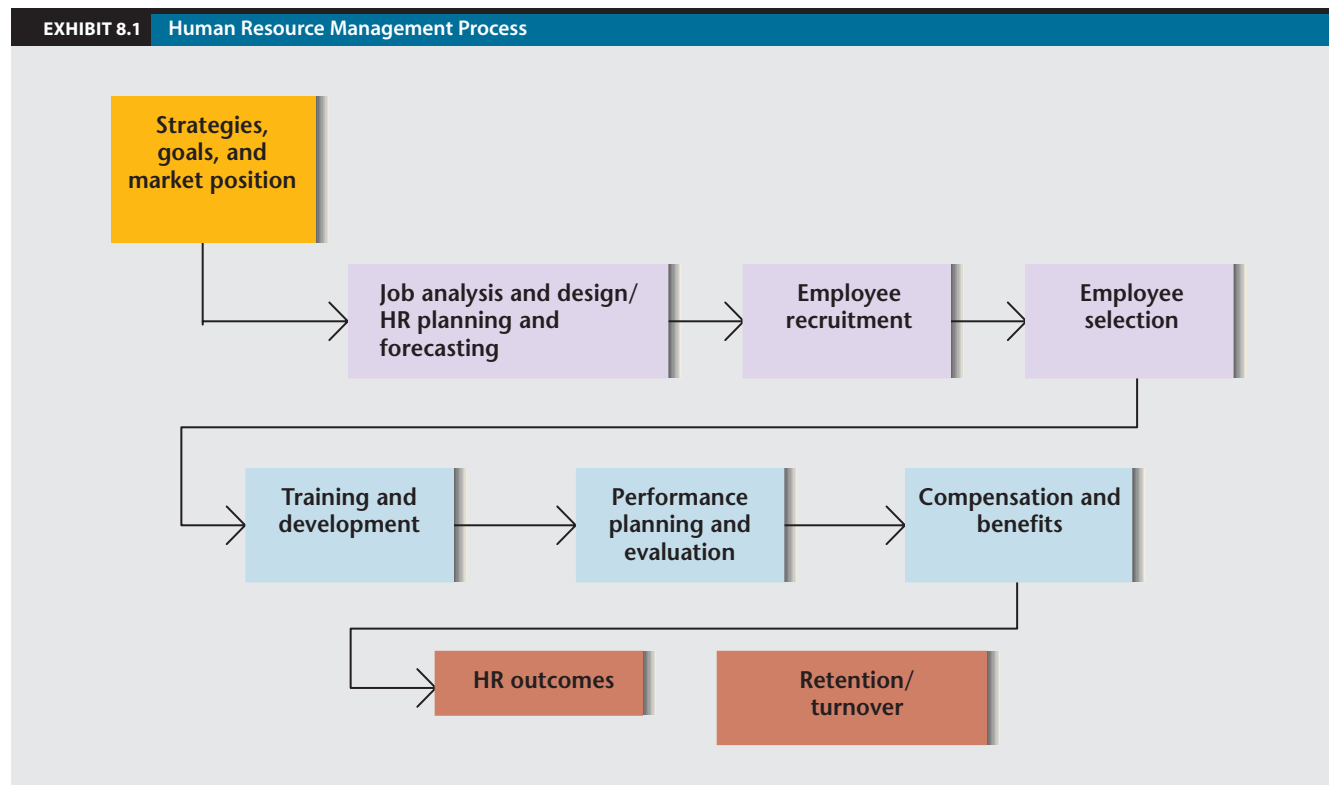 EXHIBIT 8.1 Human Resource Management Process
Strategies,
goals, and
market position
Job analysis and design/
HR planning and
forecasting
Employee
recruitment
Employee
selection
Training and
development
Performance
planning and
evaluation
Compensation and
benefits
HR outcomes
Retention/
turnover